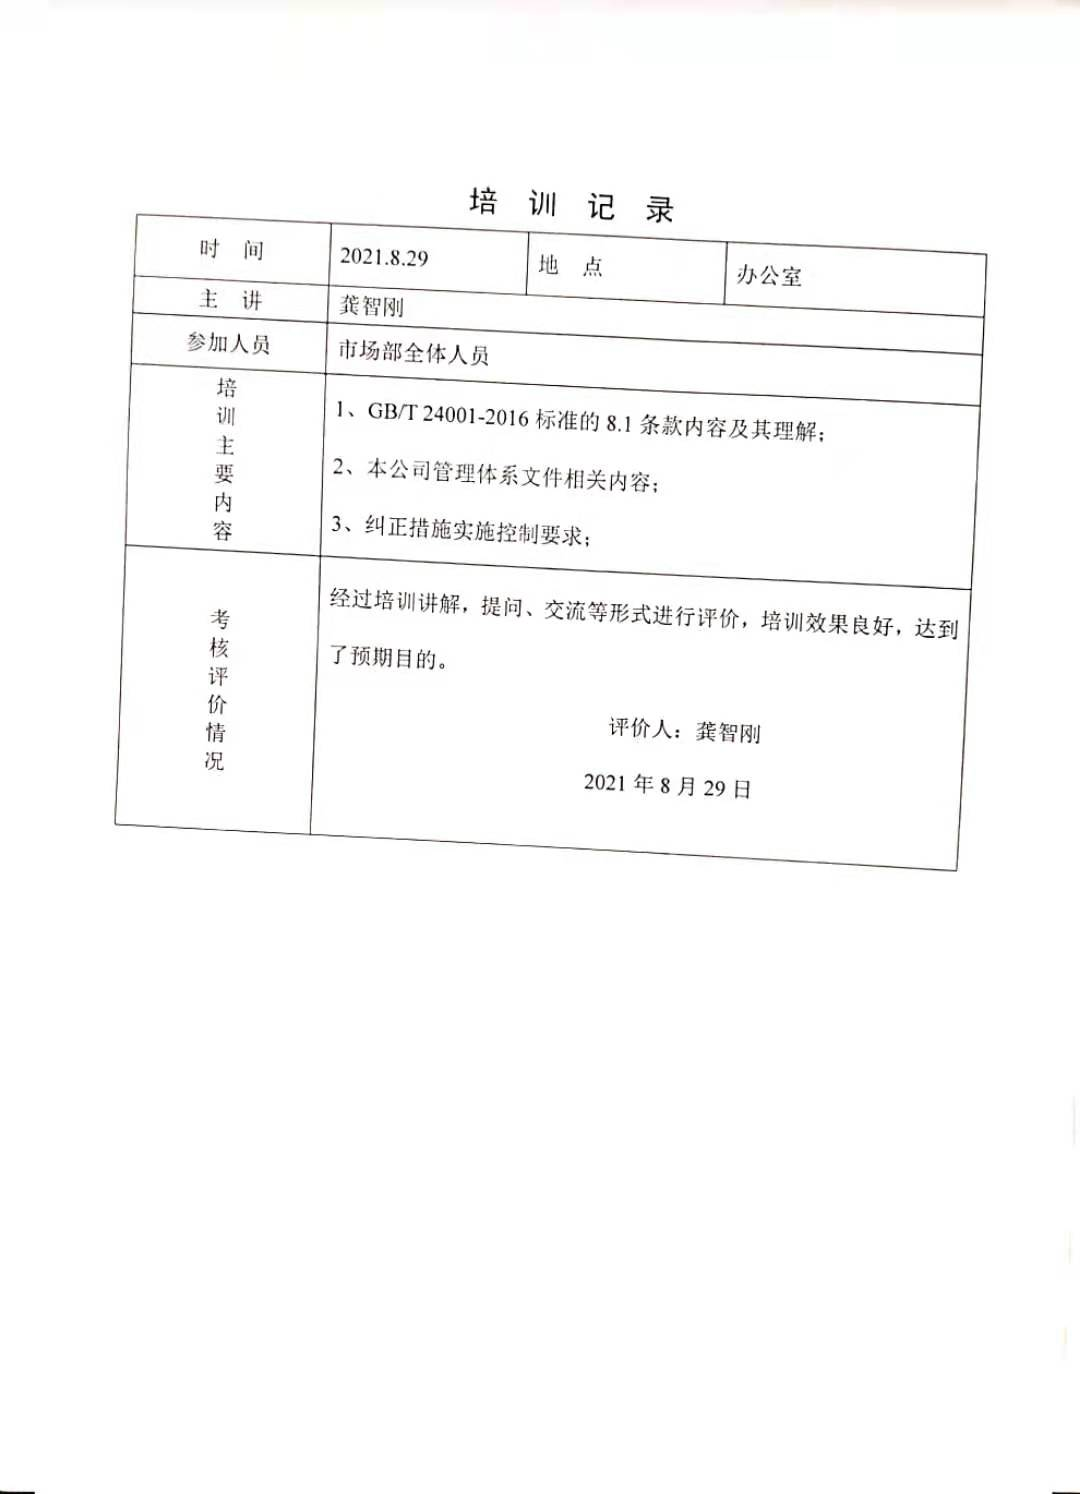 培 训 记 录
时 间 2021.8.29 地 点 办公室
主 讲 龚智刚
参加人员 市场部全体人员
培训主要内容
1、GB/T 24001-2016 标准的 8.1 条款内容及其理解；
2、本公司管理体系文件相关内容；
3、纠正措施实施控制要求；
考核评价情况
经过培训讲解，提问、交流等形式进行评价，培训效果良好，达到
了预期目的。
评价人：龚智刚
2021 年 8 月 29 日